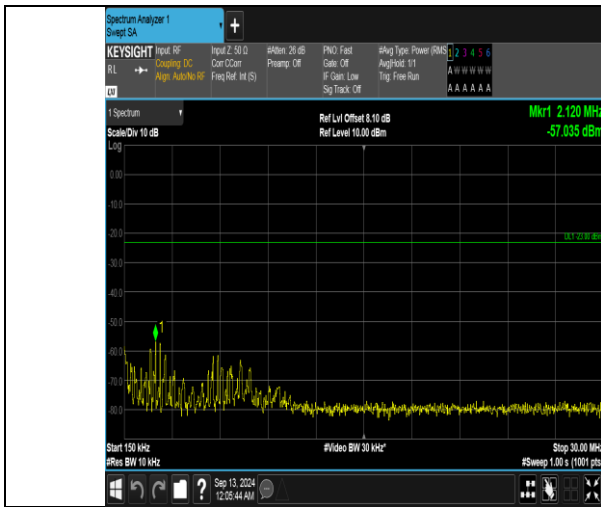 Spectrum Analyzer 1
Swept SA
+
KEYSIGHT Input: RF Input Z: 50 Ω #Atten: 26 dB PNO: Fast #Avg Type: Power (RMS 1 2 3 4 5 6
RL Coupling: DC Corr CCorr Preamp: Off Gate: Off Avg|Hold: 1/1 A W W W W W
Align: Auto/No RF Freq Ref: Int (S) IF Gain: Low Trig: Free Run
Sig Track: Off A A A A A A
LXI
1 Spectrum Ref Lvl Offset 8.10 dB Mkr1 2.120 MHz
Scale/Div 10 dB Ref Level 10.00 dBm -57.035 dBm
Log
0.00
-10.0
-20.0
DL1 -23.00 dBm
-30.0
-40.0
-50.0
1
-60.0
-70.0
-80.0
Start 150 kHz #Video BW 30 kHz* Stop 30.00 MHz
#Res BW 10 kHz #Sweep 1.00 s (1001 pts
? Sep 13, 2024
12:05:44 AM